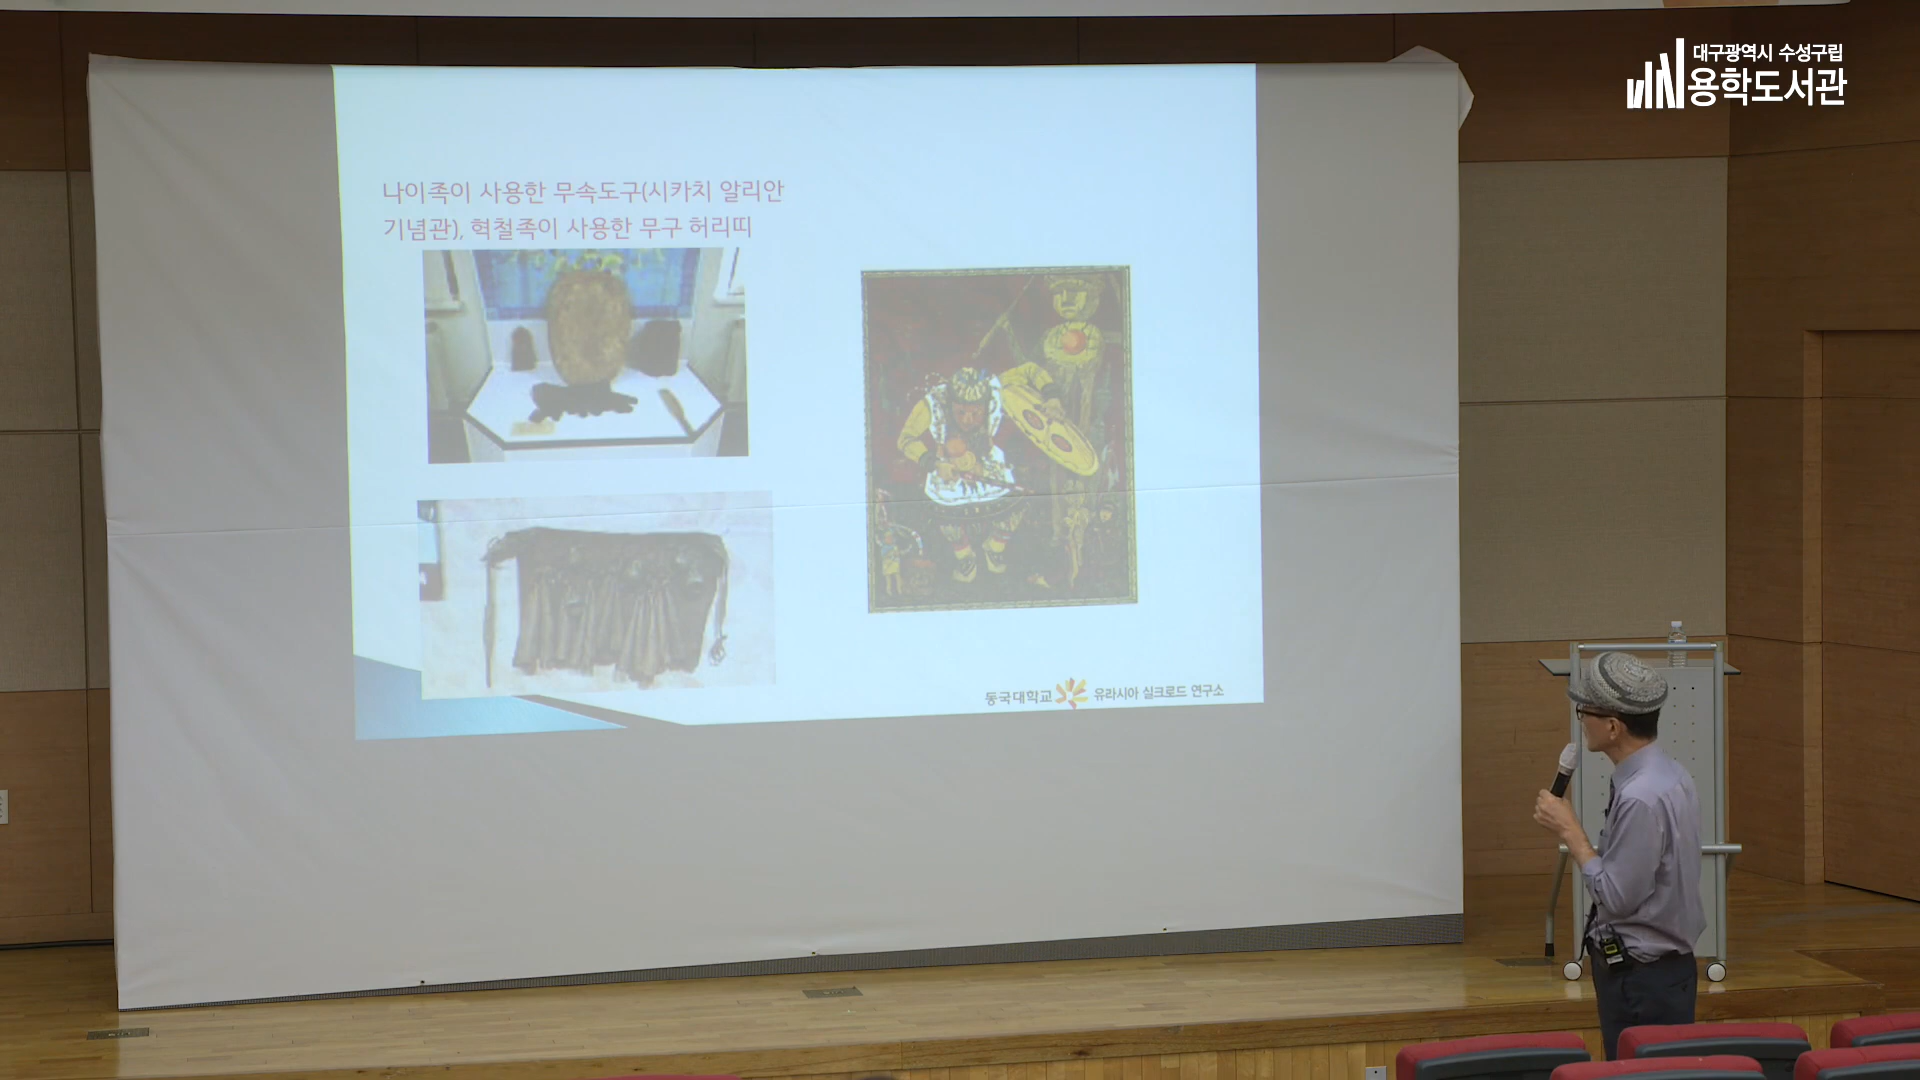 대구광역시 수성구립
용학도서관
나이족이 사용한 무속도구(시카치 알리안
기념관), 혁철족이 사용한 무구 허리띠
동국대학교 유라시아 실크로드 연구소